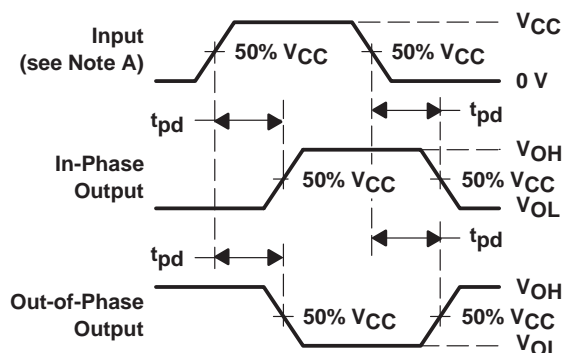 Input
(see Note A)
50% VCC
50% VCC
VCC
0 V
tpd
tpd
In-Phase
Output
50% VCC
VOH
50% VCC
VOL
tpd
tpd
Out-of-Phase
Output
50% VCC
VOH
50% VCC
VOL